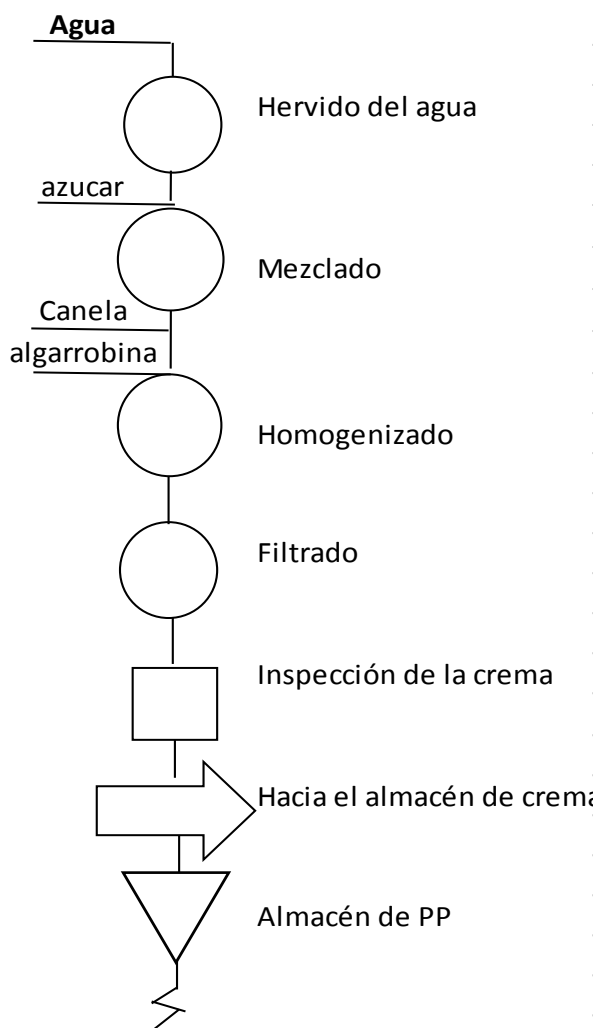 Agua
Hervido del agua
azucar
Mezclado
Canela
algarrobina
Homogenizado
Filtrado
Inspección de la crema
Hacia el almacén de crema
Almacén de PP